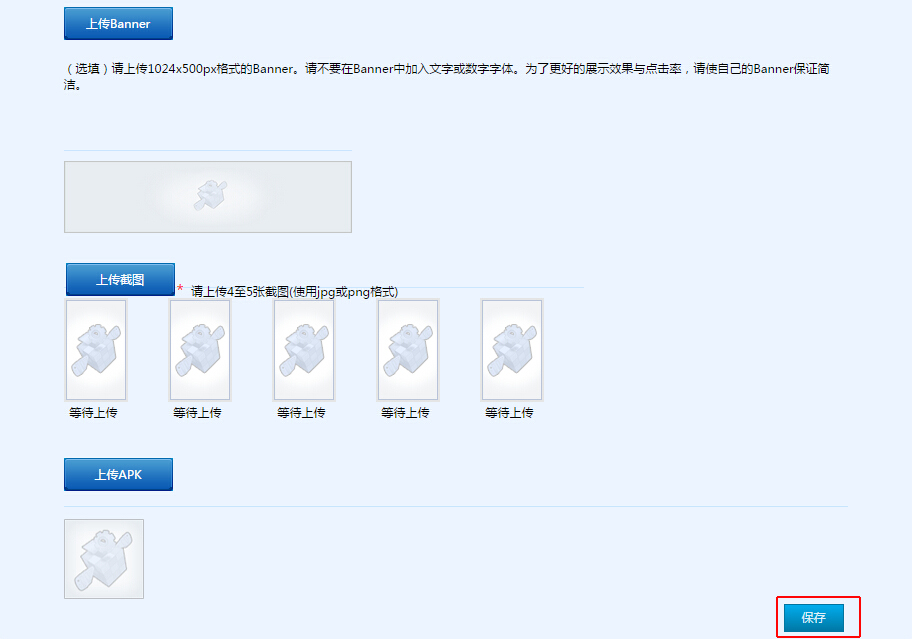 上传Banner
（选填）请上传1024x500px格式的Banner。请不要在Banner中加入文字或数字字体。为了更好的展示效果与点击率，请使自己的Banner保证简
洁。
上传截图
* 请上传4至5张截图(使用jpg或png格式)
等待上传 等待上传 等待上传 等待上传 等待上传
上传APK
保存